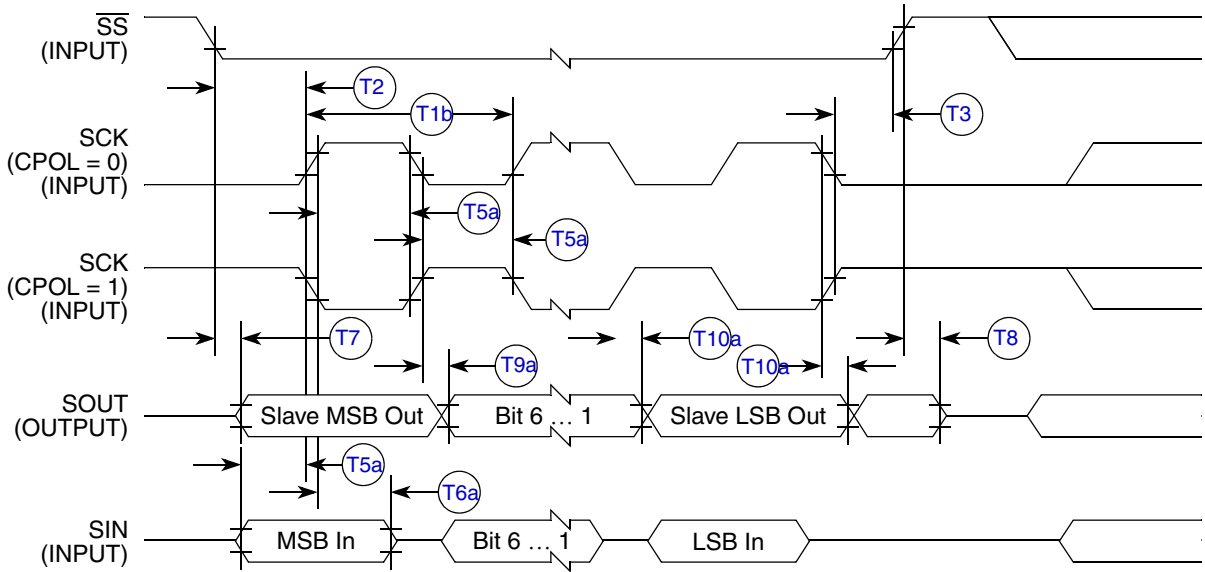 SS
(INPUT)
T2
T1b
T3
SCK
(CPOL = 0)
(INPUT)
T5a
T5a
SCK
(CPOL = 1)
(INPUT)
T7
T9a
T10a
T10a
T8
SOUT
(OUTPUT)
Slave MSB Out
Bit 6 … 1
Slave LSB Out
T5a
T6a
SIN
(INPUT)
MSB In
Bit 6 … 1
LSB In